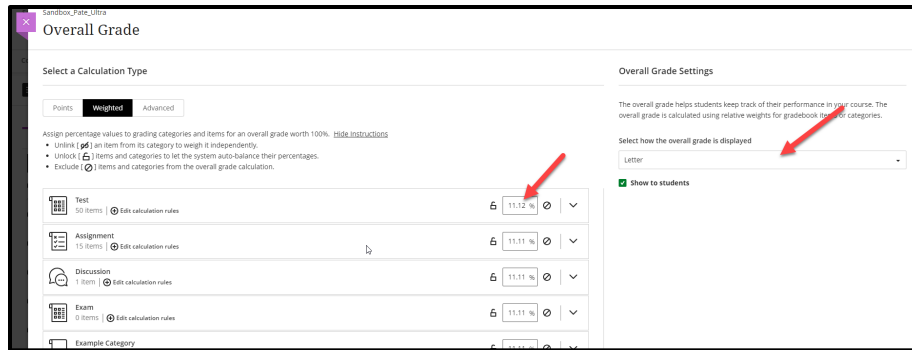 Sandbox_Pate_Ultra
Overall Grade
Select a Calculation Type
Points Weighted Advanced
Assign percentage values to grading categories and items for an overall grade worth 100%. Hide Instructions
• Unlink [ ] an item from its category to weigh it independently.
• Unlock [ ] items and categories to let the system auto-balance their percentages.
• Exclude [ ] items and categories from the overall grade calculation.
Test
50 items | Edit calculation rules
11.12 %
Assignment
15 items | Edit calculation rules
11.11 %
Discussion
1 item | Edit calculation rules
11.11 %
Exam
0 items | Edit calculation rules
11.11 %
Example Category
Overall Grade Settings
The overall grade helps students keep track of their performance in your course. The
overall grade is calculated using relative weights for gradebook items or categories.
Select how the overall grade is displayed
Letter
Show to students